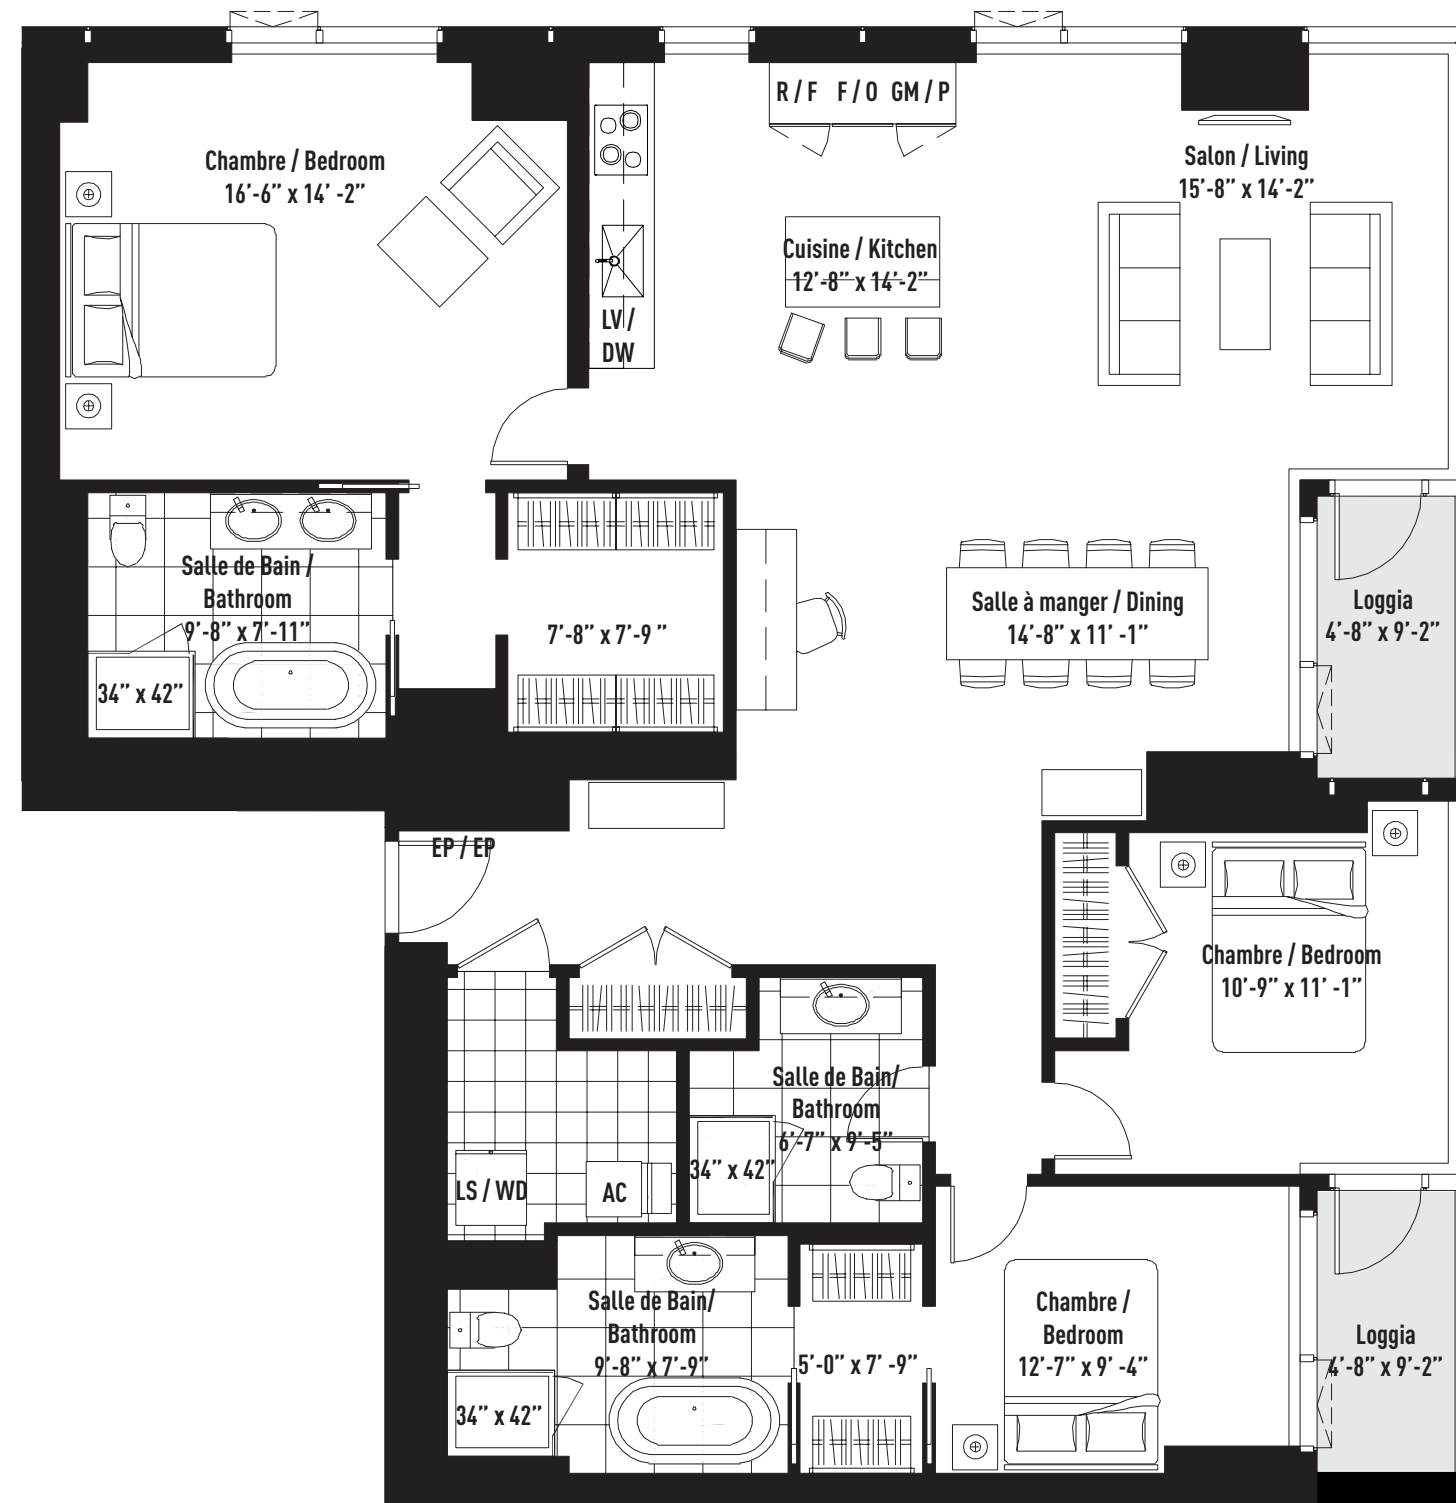 R / F F / O GM / P
Chambre / Bedroom
16’-6” x 14’ -2”
Salon / Living
15’-8” x 14’-2”
Cuisine / Kitchen
12’-8” x 14’-2”
LV /
DW
Salle de Bain /
Bathroom
9’-8” x 7’-11”
34” x 42”
7’-8” x 7’-9 ”
Salle à manger / Dining
14’-8” x 11’ -1”
Loggia
4’-8” x 9’-2”
EP / EP
Chambre / Bedroom
10’-9” x 11’ -1”
Salle de Bain/
Bathroom
6’-7” x 9’-5”
34” x 42”
LS / WD
AC
Salle de Bain/
Bathroom
9’-8” x 7’-9”
34” x 42”
5’-0” x 7’ -9”
Chambre /
Bedroom
12’-7” x 9’ -4”
Loggia
4’-8” x 9’-2”